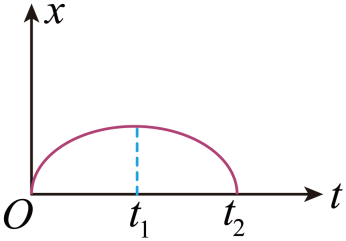 x
O t₁ t₂ t